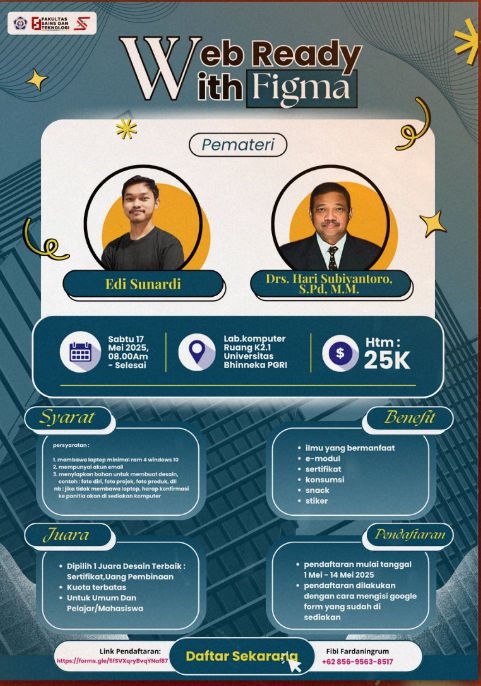 FAKULTAS
SAINS DAN
TEKNOLOGI
Web Ready
With Figma
Pemateri
Edi Sunardi
Drs. Hari Subiyantoro,
S.Pd, M.M.
Sabtu 17
Mei 2025,
08.00Am
- Selesai
Lab.komputer
Ruang K2.1
Universitas
Bhinneka PGRI
Htm :
25K
Syarat
persyaratan :
1. membawa laptop minimal ram 4 windows 10
2. mempunyai akun email
3. menyiapkan bahan untuk membuat desain,
contoh : foto diri, foto projek, foto produk, dll
nb : jika tidak membawa laptop, harap konfirmasi
ke panitia akan di sediakan komputer
Benefit
ilmu yang bermanfaat
e-modul
sertifikat
konsumsi
snack
stiker
Juara
Dipilih 1 Juara Desain Terbaik :
Sertifikat,Uang Pembinaan
Kuota terbatas
Untuk Umum Dan
Pelajar/Mahasiswa
Pendaftaran
pendaftaran mulai tanggal
1 Mei - 14 Mei 2025
pendaftaran dilakukan
dengan cara mengisi google
form yang sudah di
sediakan
Link Pendaftaran:
Daftar Sekarang
Fibi Fardaningrum
+62 856-9563-8517